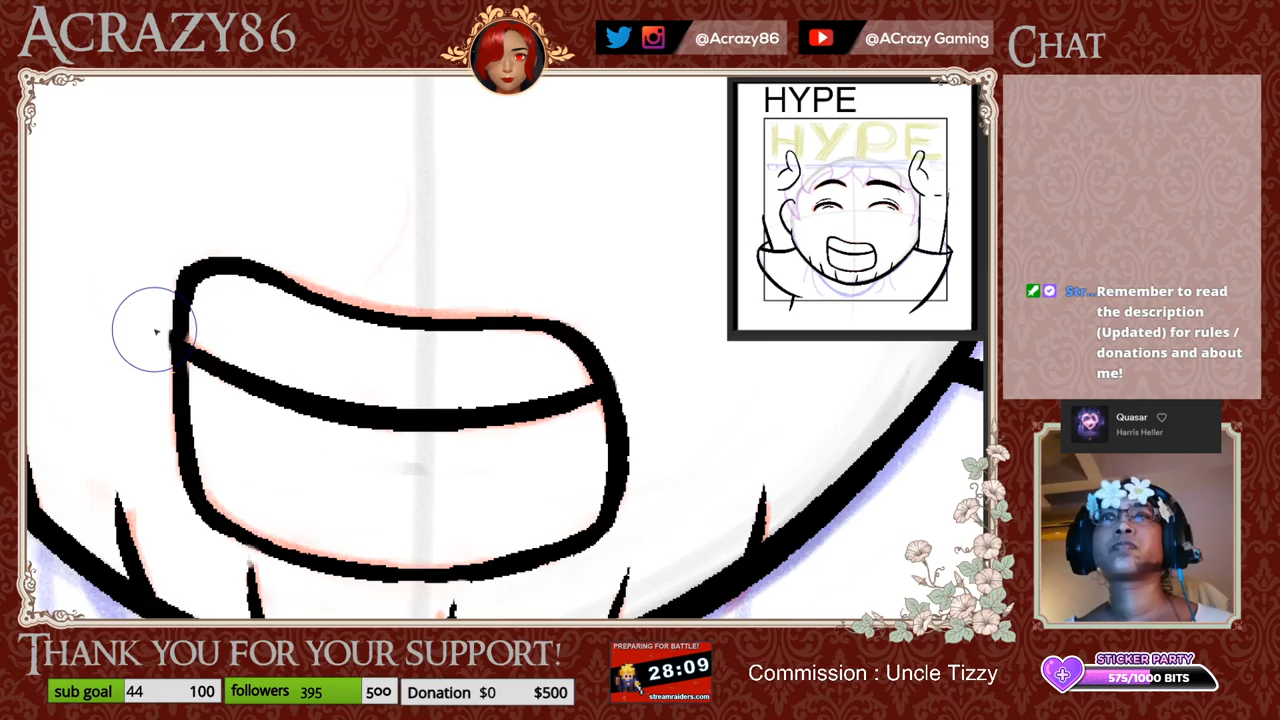 ACRAZY86
@Acrazy86
@ACrazy Gaming
CHAT
HYPE
HYPE
Str...Remember to read
the description
(Updated) for rules /
donations and about
me!
Quasar
Harris Heller
THANK YOU FOR YOUR SUPPORT!
sub goal 44 100
followers 395 500
Donation $0 $500
PREPARING FOR BATTLE!
28:09
streamraiders.com
Commission : Uncle Tizzy
STICKER PARTY
575/1000 BITS